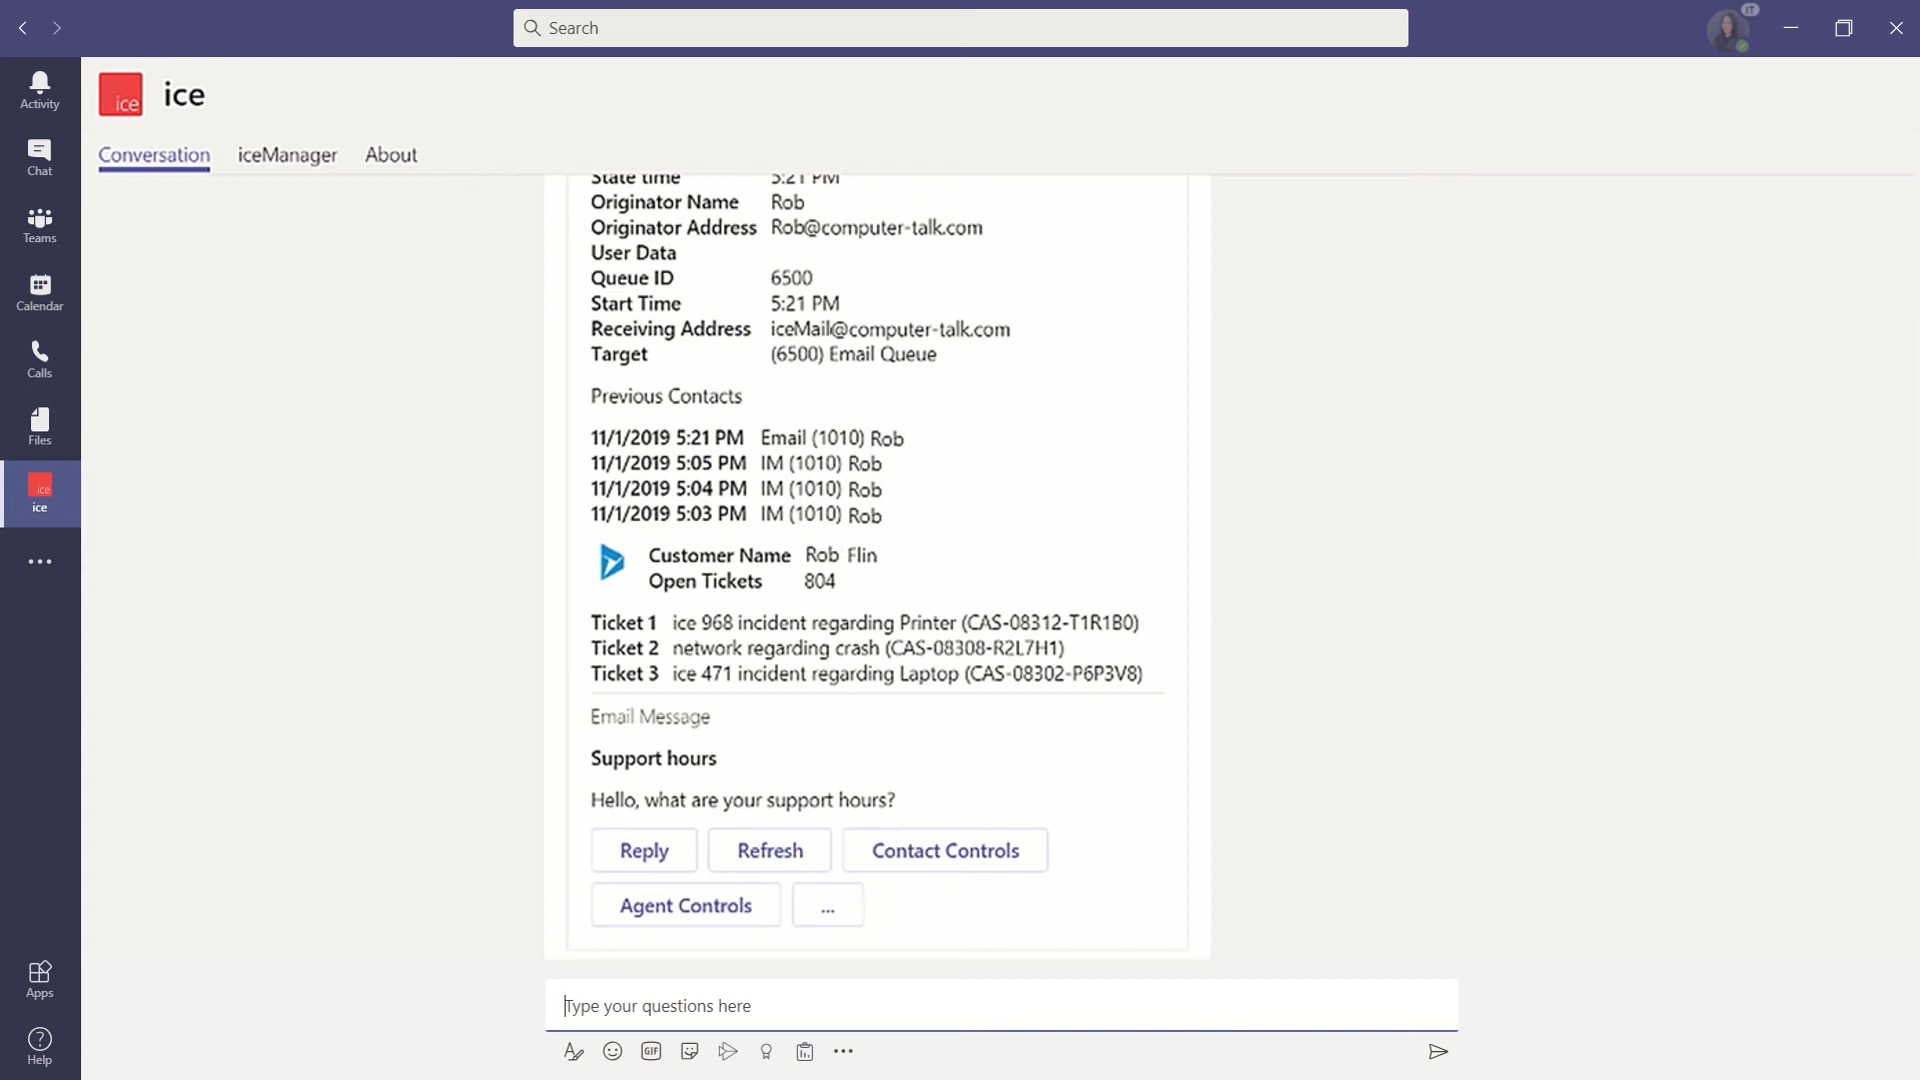 Search
IT
Activity
Chat
Teams
Calendar
Calls
Files
ice
ice
Apps
Help
ice
ice
Conversation
iceManager
About
State time 5:21 PM
Originator Name Rob
Originator Address Rob@computer-talk.com
User Data
Queue ID 6500
Start Time 5:21 PM
Receiving Address iceMail@computer-talk.com
Target (6500) Email Queue
Previous Contacts
11/1/2019 5:21 PM Email (1010) Rob
11/1/2019 5:05 PM IM (1010) Rob
11/1/2019 5:04 PM IM (1010) Rob
11/1/2019 5:03 PM IM (1010) Rob
Customer Name Rob Flin
Open Tickets 804
Ticket 1 ice 968 incident regarding Printer (CAS-08312-T1R1B0)
Ticket 2 network regarding crash (CAS-08308-R2L7H1)
Ticket 3 ice 471 incident regarding Laptop (CAS-08302-P6P3V8)
Email Message
Support hours
Hello, what are your support hours?
Reply
Refresh
Contact Controls
Agent Controls
...
Type your questions here
GIF